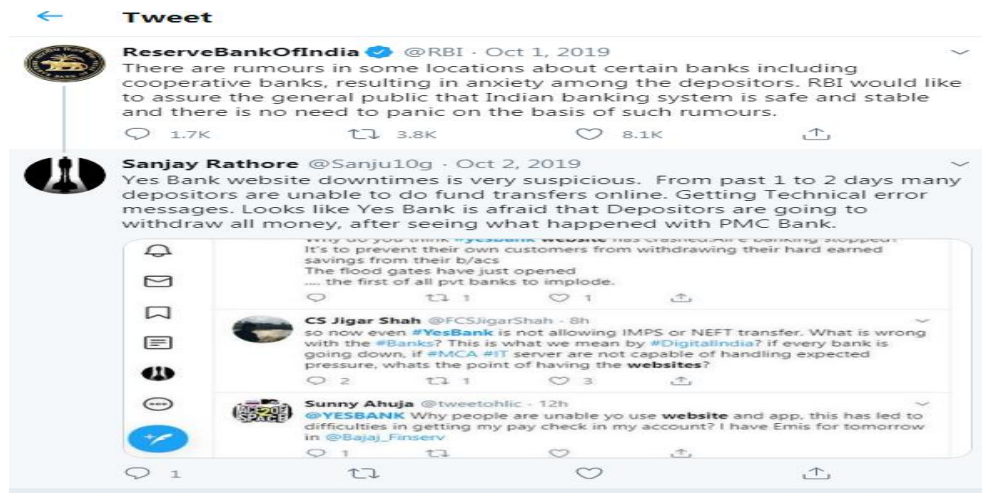 Tweet
ReserveBankOfIndia @RBI · Oct 1, 2019
There are rumours in some locations about certain banks including
cooperative banks, resulting in anxiety among the depositors. RBI would like
to assure the general public that Indian banking system is safe and stable
and there is no need to panic on the basis of such rumours.
1.7K 3.8K 8.1K
Sanjay Rathore @Sanju10g · Oct 2, 2019
Yes Bank website downtimes is very suspicious. From past 1 to 2 days many
depositors are unable to do fund transfers online. Getting Technical error
messages. Looks like Yes Bank is afraid that Depositors are going to
withdraw all money, after seeing what happened with PMC Bank.
Why do you think #yesbank website has crashed. banking stopped?
It's to prevent their own customers from withdrawing their hard earned
savings from their b/acs
The flood gates have just opened
.... the first of all pvt banks to implode.
1 1
CS Jigar Shah @FCSJigarShah · 8h
so now even #YesBank is not allowing IMPS or NEFT transfer. What is wrong
with the #Banks? This is what we mean by #DigitalIndia? if every bank is
going down, if #MCA #IT server are not capable of handling expected
pressure, whats the point of having the websites?
2 1 3
Sunny Ahuja @tweetohlic · 12h
@YESBANK Why people are unable yo use website and app, this has led to
difficulties in getting my pay check in my account? I have Emis for tomorrow
in @Bajaj_Finserv
1
1